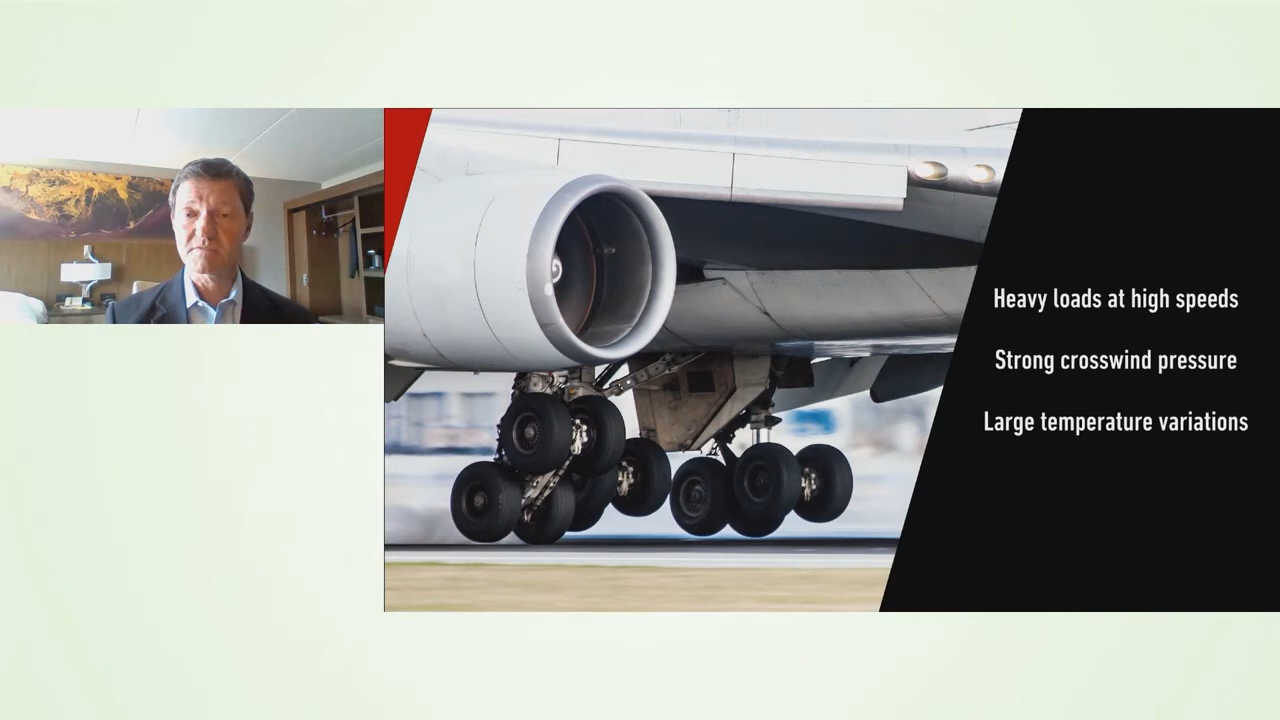 Heavy loads at high speeds
Strong crosswind pressure
Large temperature variations